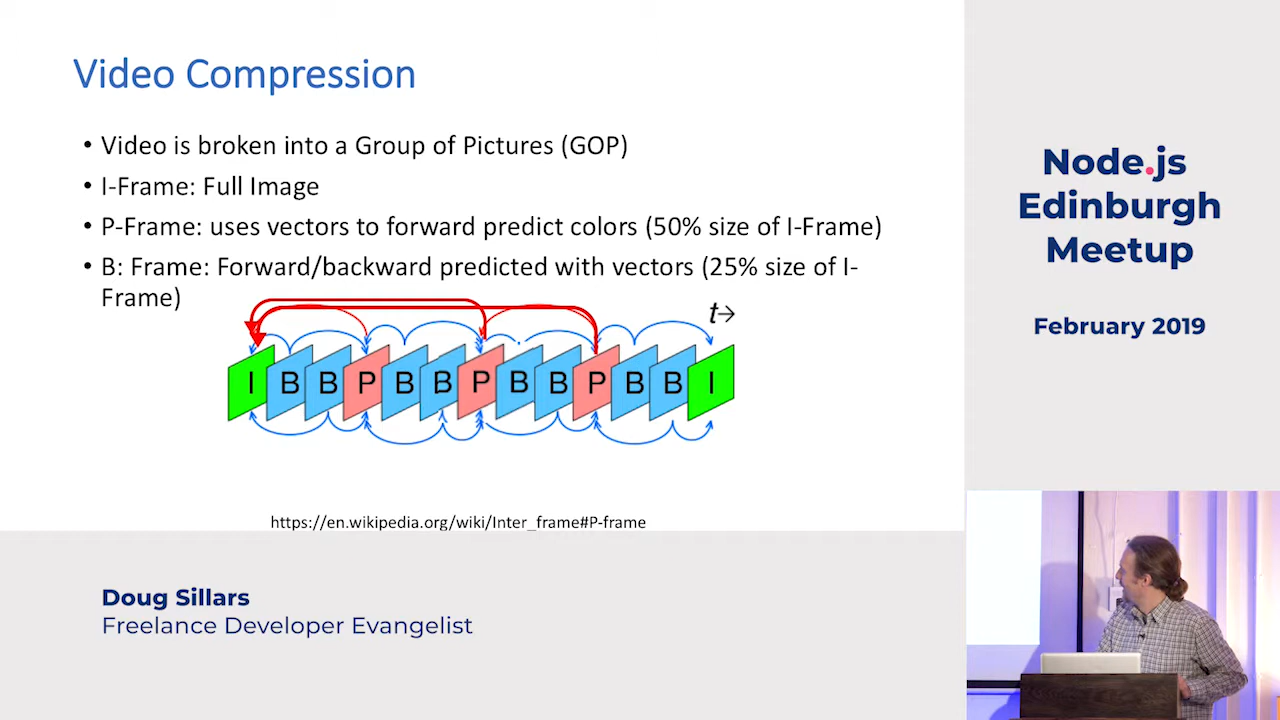 Video Compression
• Video is broken into a Group of Pictures (GOP)
• I-Frame: Full Image
• P-Frame: uses vectors to forward predict colors (50% size of I-Frame)
• B: Frame: Forward/backward predicted with vectors (25% size of I-
Frame)
t→
I B B P B B P B B P B B I
https://en.wikipedia.org/wiki/Inter_frame#P-frame
Doug Sillars
Freelance Developer Evangelist
Node.js
Edinburgh
Meetup
February 2019